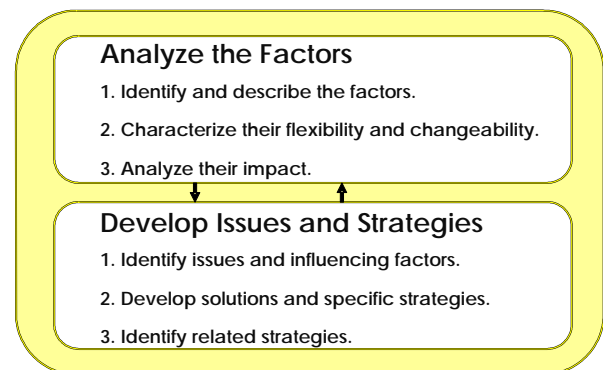 Analyze the Factors
1. Identify and describe the factors.
2. Characterize their flexibility and changeability.
3. Analyze their impact.
Develop Issues and Strategies
1. Identify issues and influencing factors.
2. Develop solutions and specific strategies.
3. Identify related strategies.